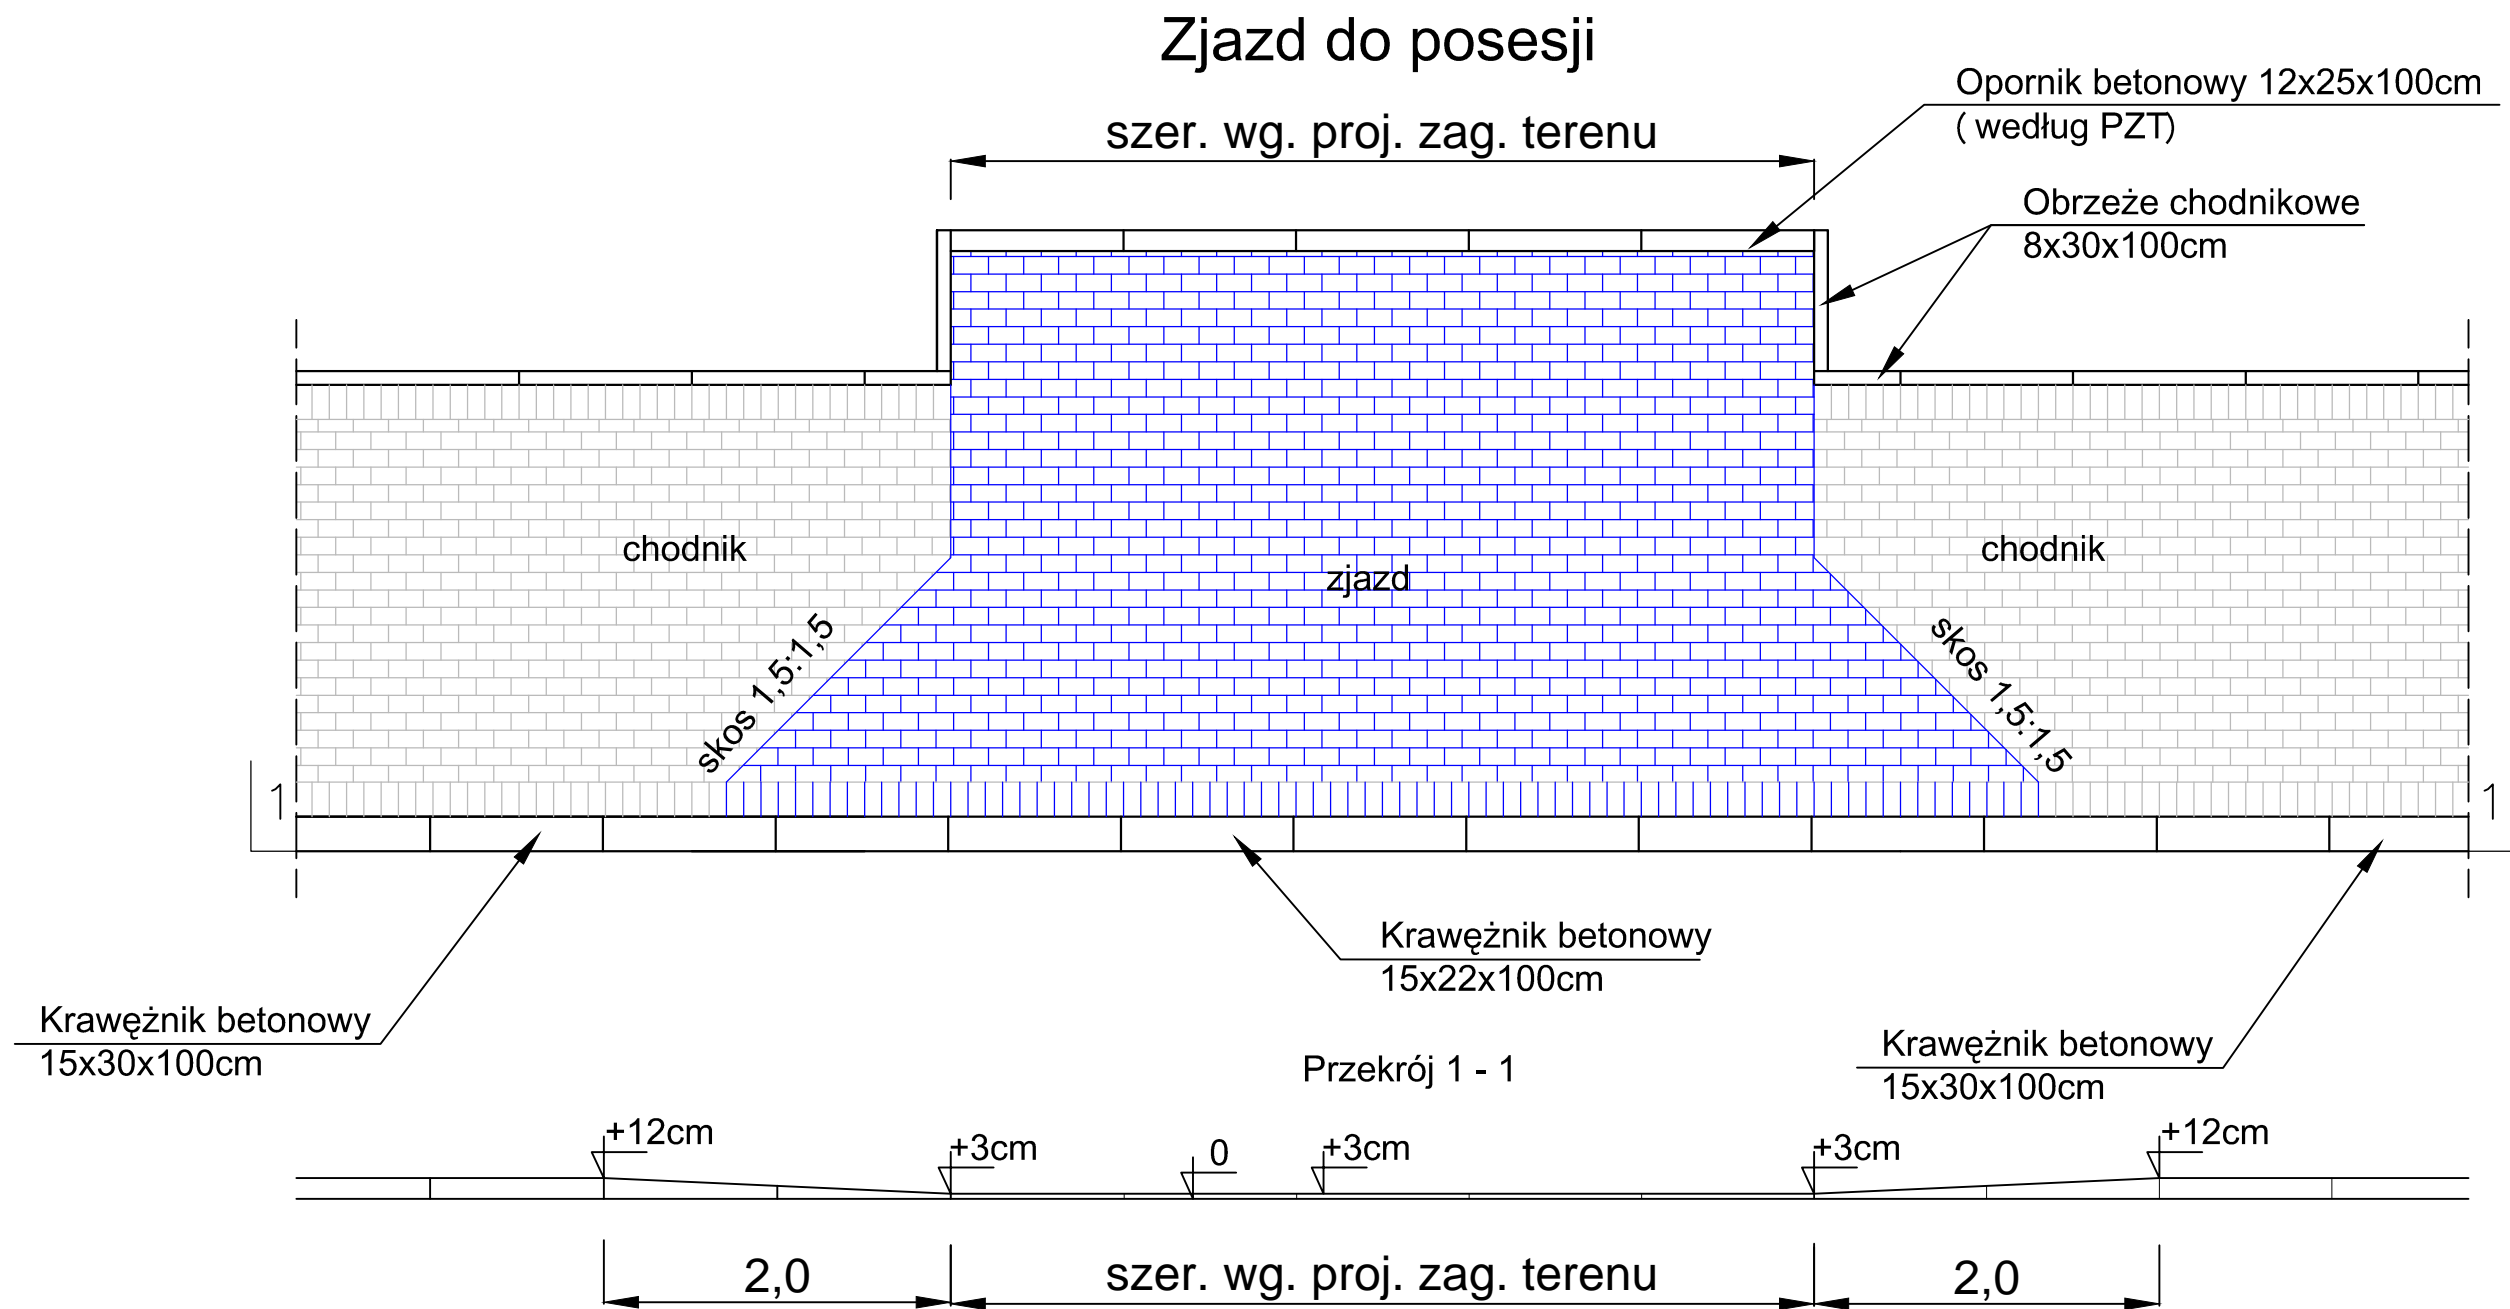 Zjazd do posesji
Opornik betonowy 12x25x100cm
( według PZT)
szer. wg. proj. zag. terenu
Obrzeże chodnikowe
8x30x100cm
chodnik
zjazd
chodnik
skos 1,5:1,5
skos 1,5:1,5
1
1
Krawężnik betonowy
15x22x100cm
Krawężnik betonowy
15x30x100cm
Krawężnik betonowy
15x30x100cm
Przekrój 1 - 1
+12cm
+3cm
0
+3cm
+3cm
+12cm
2,0
szer. wg. proj. zag. terenu
2,0